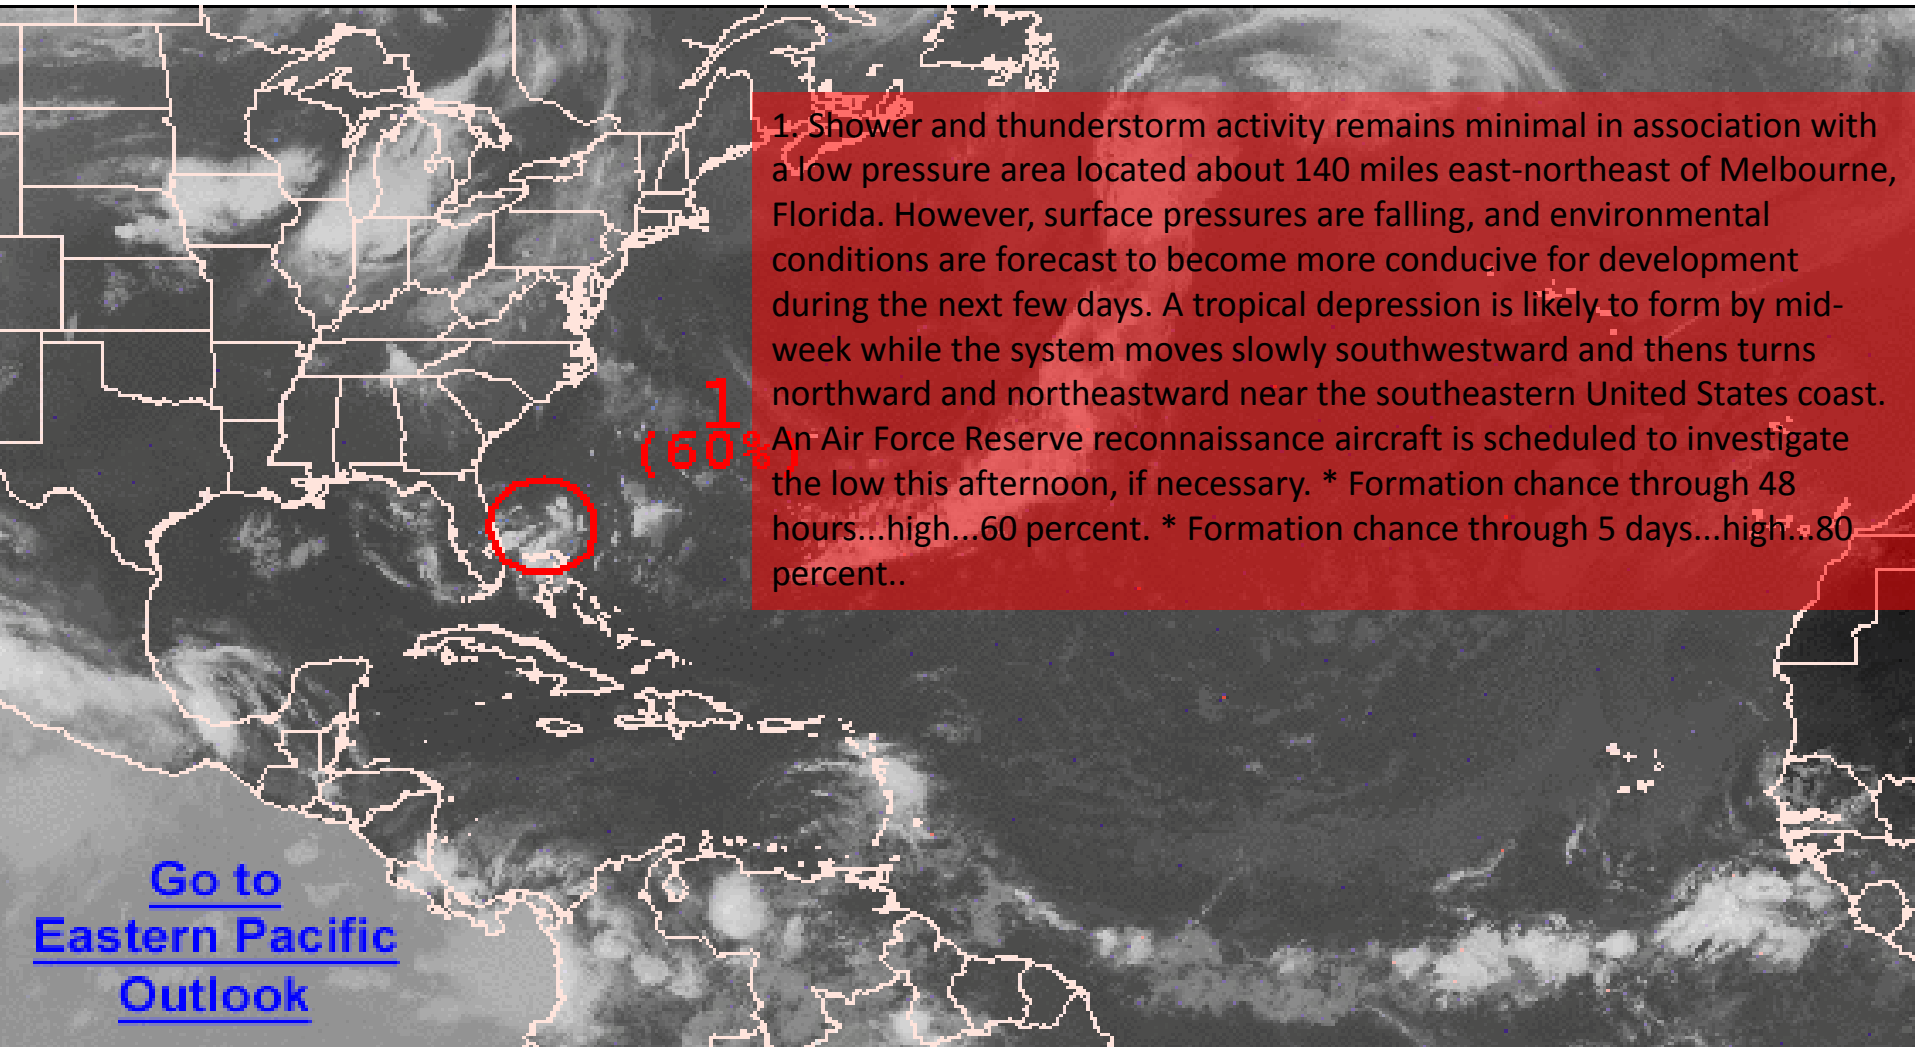 1. Shower and thunderstorm activity remains minimal in association with
a low pressure area located about 140 miles east-northeast of Melbourne,
Florida. However, surface pressures are falling, and environmental
conditions are forecast to become more conducive for development
during the next few days. A tropical depression is likely to form by mid-
week while the system moves slowly southwestward and thens turns
northward and northeastward near the southeastern United States coast.
An Air Force Reserve reconnaissance aircraft is scheduled to investigate
the low this afternoon, if necessary. * Formation chance through 48
hours...high...60 percent. * Formation chance through 5 days...high...80
percent..
1
(60%)
Go to
Eastern Pacific
Outlook